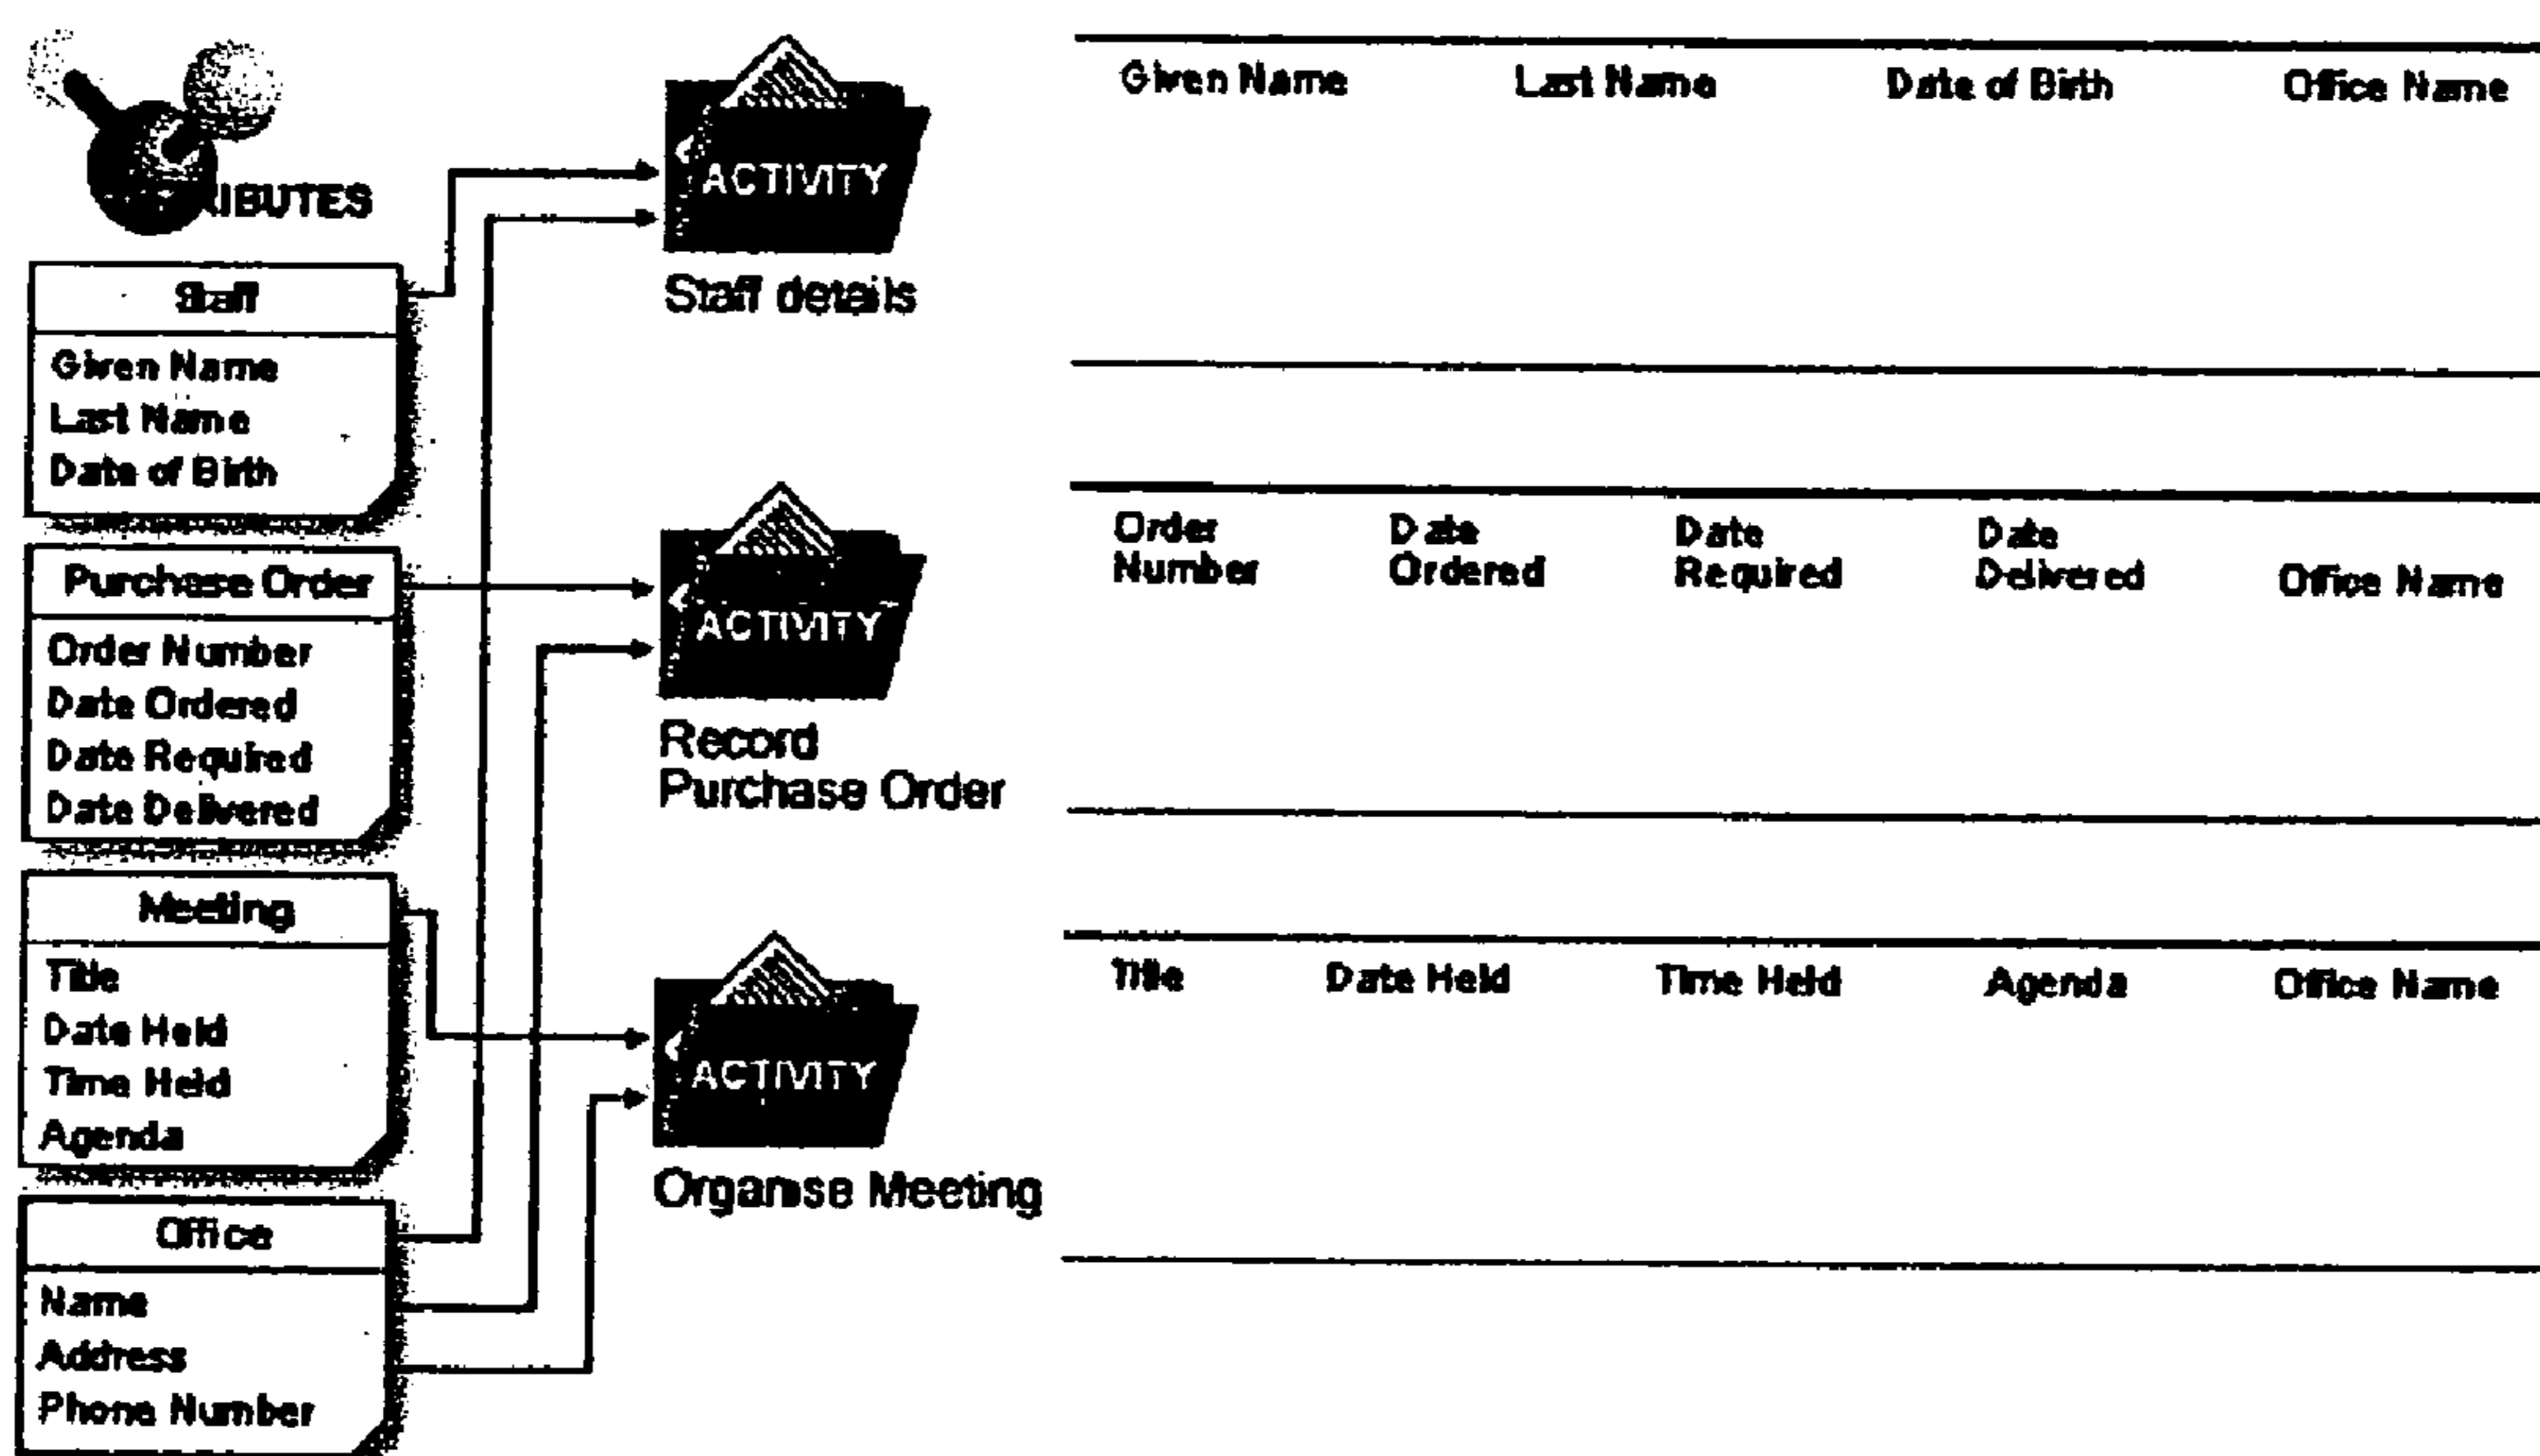 RIBUTES
Staff
Given Name
Last Name
Date of Birth
Purchase Order
Order Number
Date Ordered
Date Required
Date Delivered
Meeting
Title
Date Held
Time Held
Agenda
Office
Name
Address
Phone Number
ACTIVITY
Staff details
ACTIVITY
Record
Purchase Order
ACTIVITY
Organise Meeting
Given Name Last Name Date of Birth Office Name
Order Date Date Date
Number Ordered Required Delivered Office Name
Title Date Held Time Held Agenda Office Name